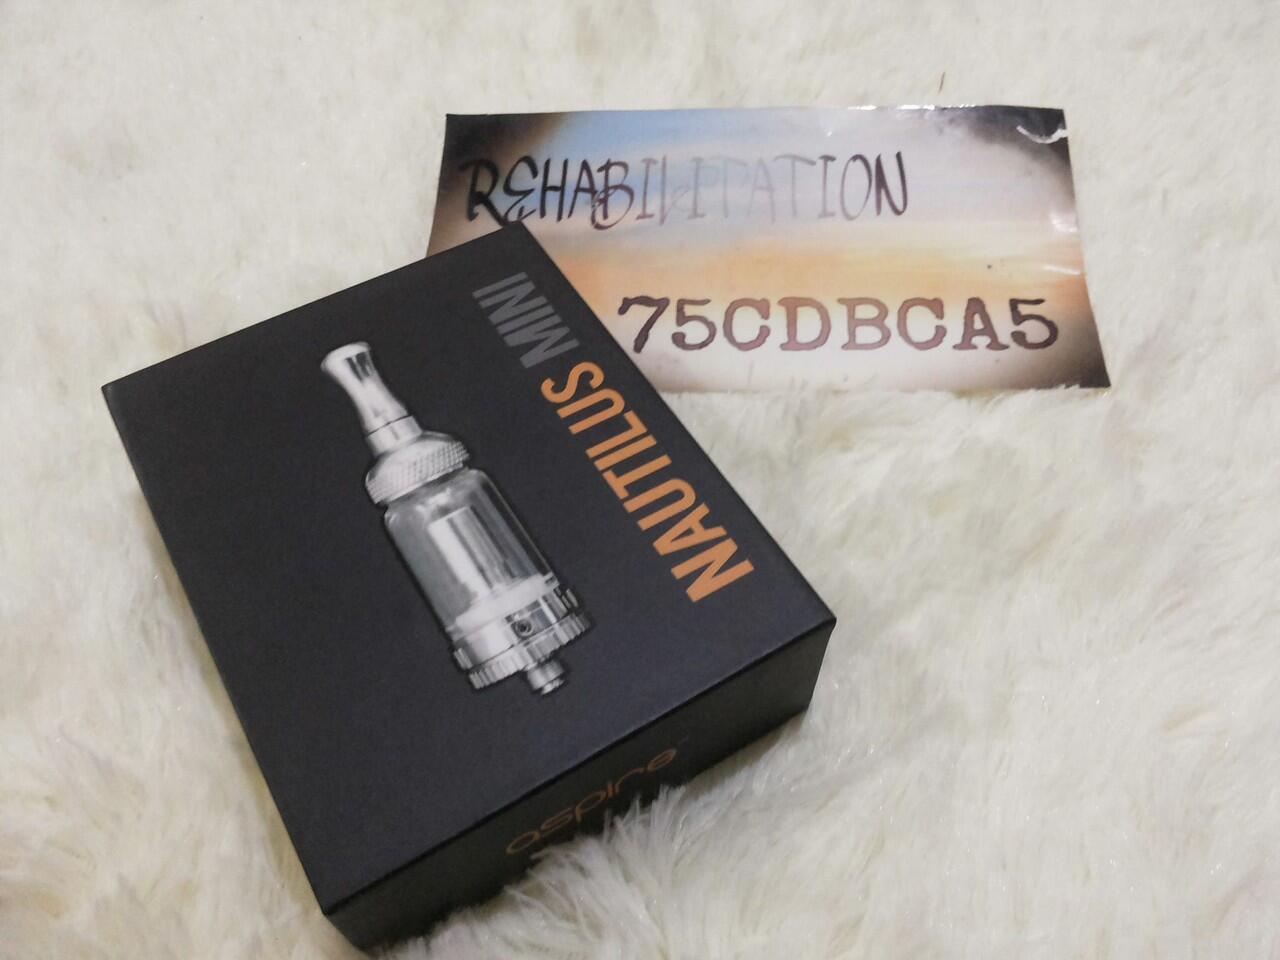 REHABILITATION
75CDBCA5
NAUTILUS MINI
aspire